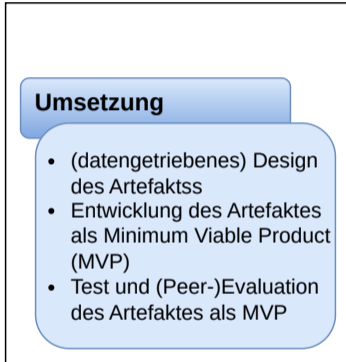 Umsetzung
• (datengetriebenes) Design
des Artefaktss
• Entwicklung des Artefaktes
als Minimum Viable Product
(MVP)
• Test und (Peer-)Evaluation
des Artefaktes als MVP